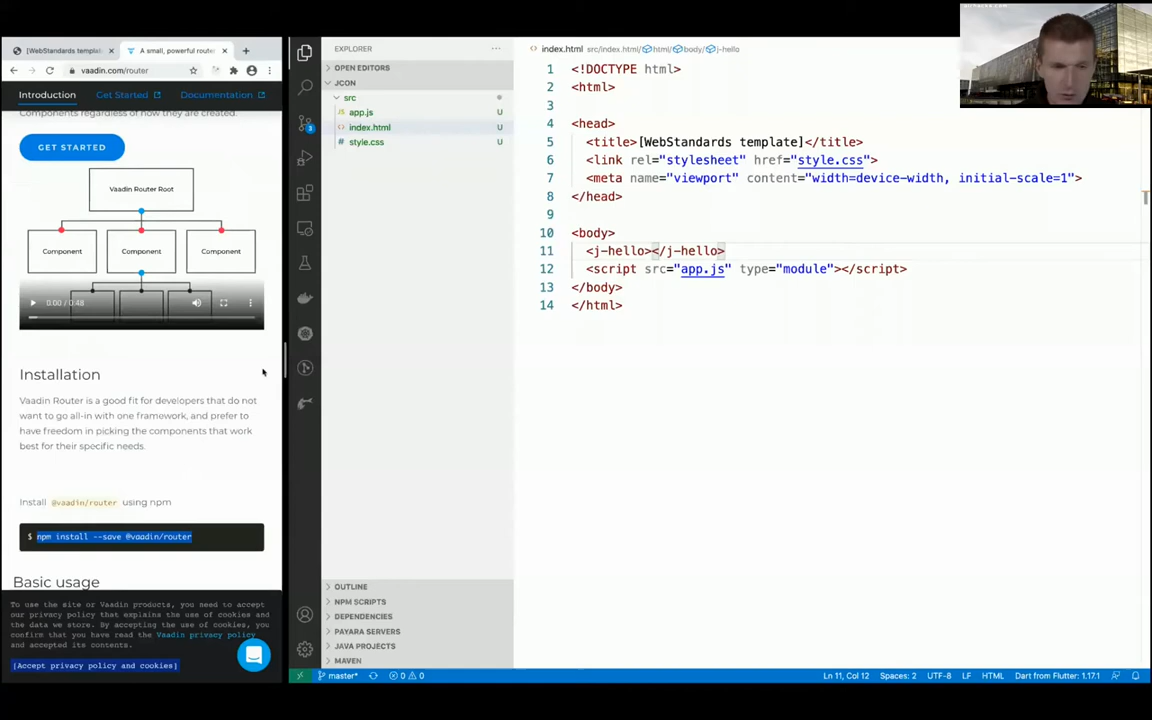 [WebStandards templat
A small, powerful router
vaadin.com/router
Introduction
Get Started
Documentation
Components regardless of how they are created.
GET STARTED
Vaadin Router Root
Component
Component
Component
0:00 / 0:48
Installation
Vaadin Router is a good fit for developers that do not
want to go all-in with one framework, and prefer to
have freedom in picking the components that work
best for their specific needs.
Install @vaadin/router using npm
$ npm install --save @vaadin/router
Basic usage
To use the site or Vaadin products, you need to accept
our privacy policy that explains the use of cookies and
the data we store. By accepting the use of cookies, you
confirm that you have read the Vaadin privacy policy
and accepted its contents.
[Accept privacy policy and cookies]
3
EXPLORER
OPEN EDITORS
JCON
src
app.js U
index.html U
style.css U
OUTLINE
NPM SCRIPTS
DEPENDENCIES
PAYARA SERVERS
JAVA PROJECTS
MAVEN
index.html src/index.html/html/body/j-hello
1 <!DOCTYPE html>
2 <html>
3
4 <head>
5 <title>[WebStandards template]</title>
6 <link rel="stylesheet" href="style.css">
7 <meta name="viewport" content="width=device-width, initial-scale=1">
8 </head>
9
10 <body>
11 <j-hello></j-hello>
12 <script src="app.js" type="module"></script>
13 </body>
14 </html>
master*
0 0
Ln 11, Col 12
Spaces: 2
UTF-8
LF
HTML
Dart from Flutter: 1.17.1